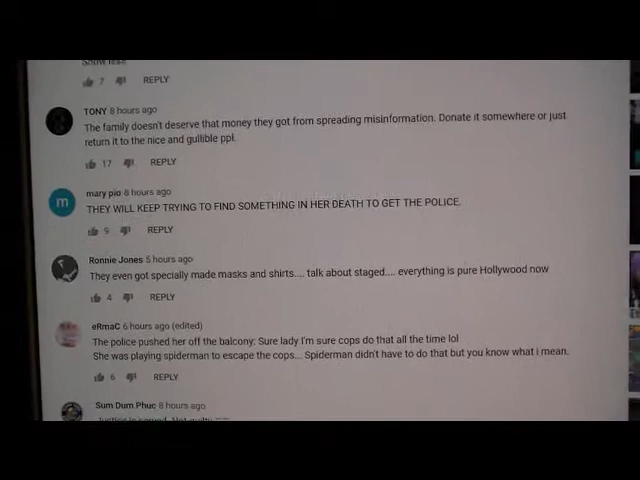 7 REPLY
TONY 8 hours ago
The family doesn't deserve that money they got from spreading misinformation. Donate it somewhere or just
return it to the nice and gullible ppl.
17 REPLY
m
mary pio 8 hours ago
THEY WILL KEEP TRYING TO FIND SOMETHING IN HER DEATH TO GET THE POLICE.
9 REPLY
Ronnie Jones 5 hours ago
They even got specially made masks and shirts.... talk about staged.... everything is pure Hollywood now
4 REPLY
eRmaC 6 hours ago (edited)
The police pushed her off the balcony: Sure lady I'm sure cops do that all the time lol
She was playing spiderman to escape the cops... Spiderman didn't have to do that but you know what i mean.
6 REPLY
Sum Dum Phuc 8 hours ago